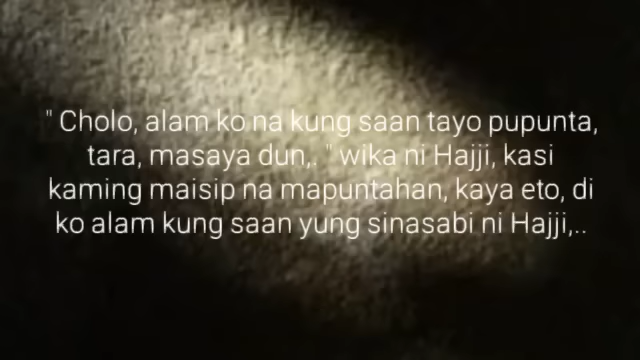 " Cholo, alam ko na kung saan tayo pupunta,
tara, masaya dun,. " wika ni Hajji, kasi
kaming maisip na mapuntahan, kaya eto, di
ko alam kung saan yung sinasabi ni Hajji,..